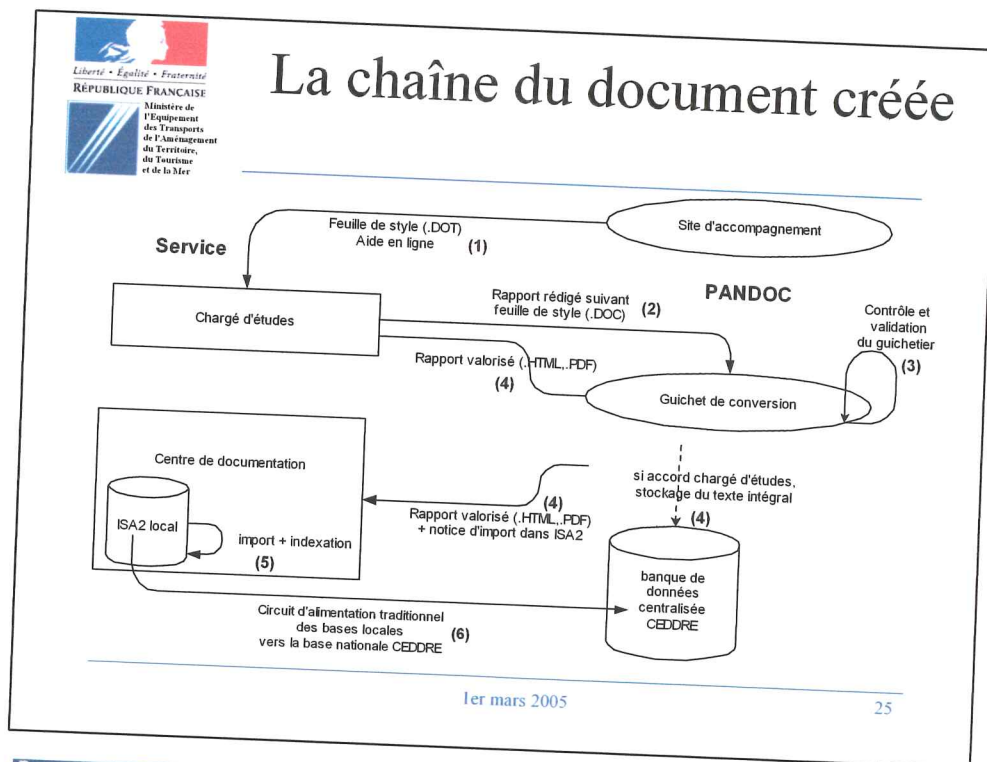 Liberté • Égalité • Fraternité
RÉPUBLIQUE FRANÇAISE
Ministère de
l'Equipement
des Transports
de l'Aménagement
du Territoire,
du Tourisme
et de la Mer
La chaîne du document créée
Service
Feuille de style (.DOT)
Aide en ligne
(1)
Site d'accompagnement
PANDOC
Chargé d'études
Rapport rédigé suivant
feuille de style (.DOC)
(2)
Contrôle et
validation
du guichetier
(3)
Rapport valorisé (.HTML,.PDF)
(4)
Guichet de conversion
Centre de documentation
si accord chargé d'études,
stockage du texte intégral
(4)
(4)
Rapport valorisé (.HTML,.PDF)
+ notice d'import dans ISA2
ISA2 local
import + indexation
(5)
banque de
données
centralisée
CEDDRE
Circuit d'alimentation traditionnel
des bases locales
vers la base nationale CEDDRE
(6)
1er mars 2005
25